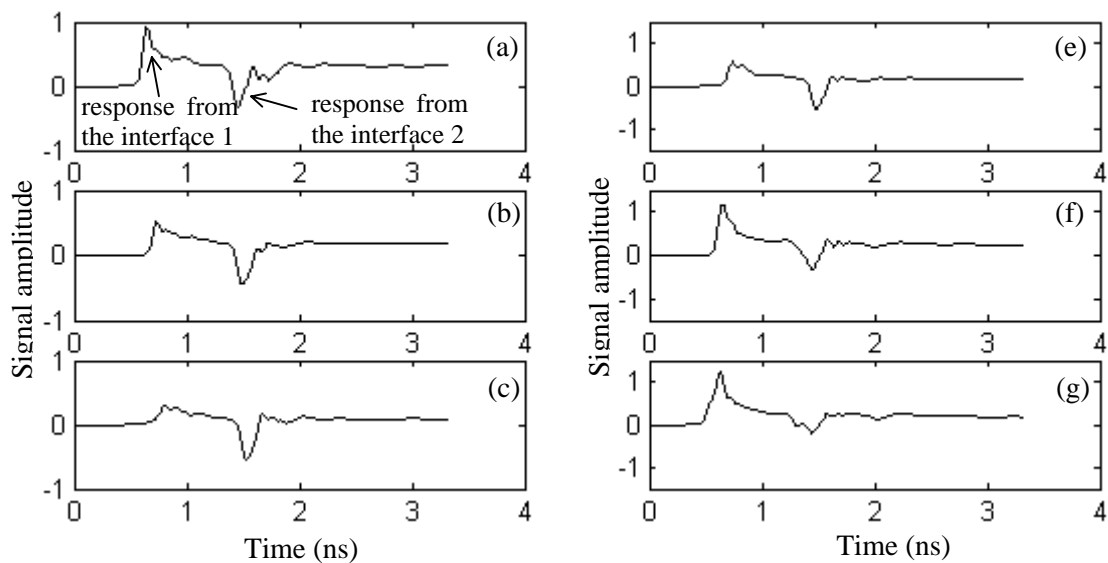 1
(a)
0
response from
the interface 1
response from
the interface 2
-1
0 1 2 3 4
1
(b)
0
-1
0 1 2 3 4
1
(c)
0
-1
0 1 2 3 4
Signal amplitude
Time (ns)
1
(e)
0
-1
0 1 2 3 4
1
(f)
0
-1
0 1 2 3 4
1
(g)
0
-1
0 1 2 3 4
Signal amplitude
Time (ns)